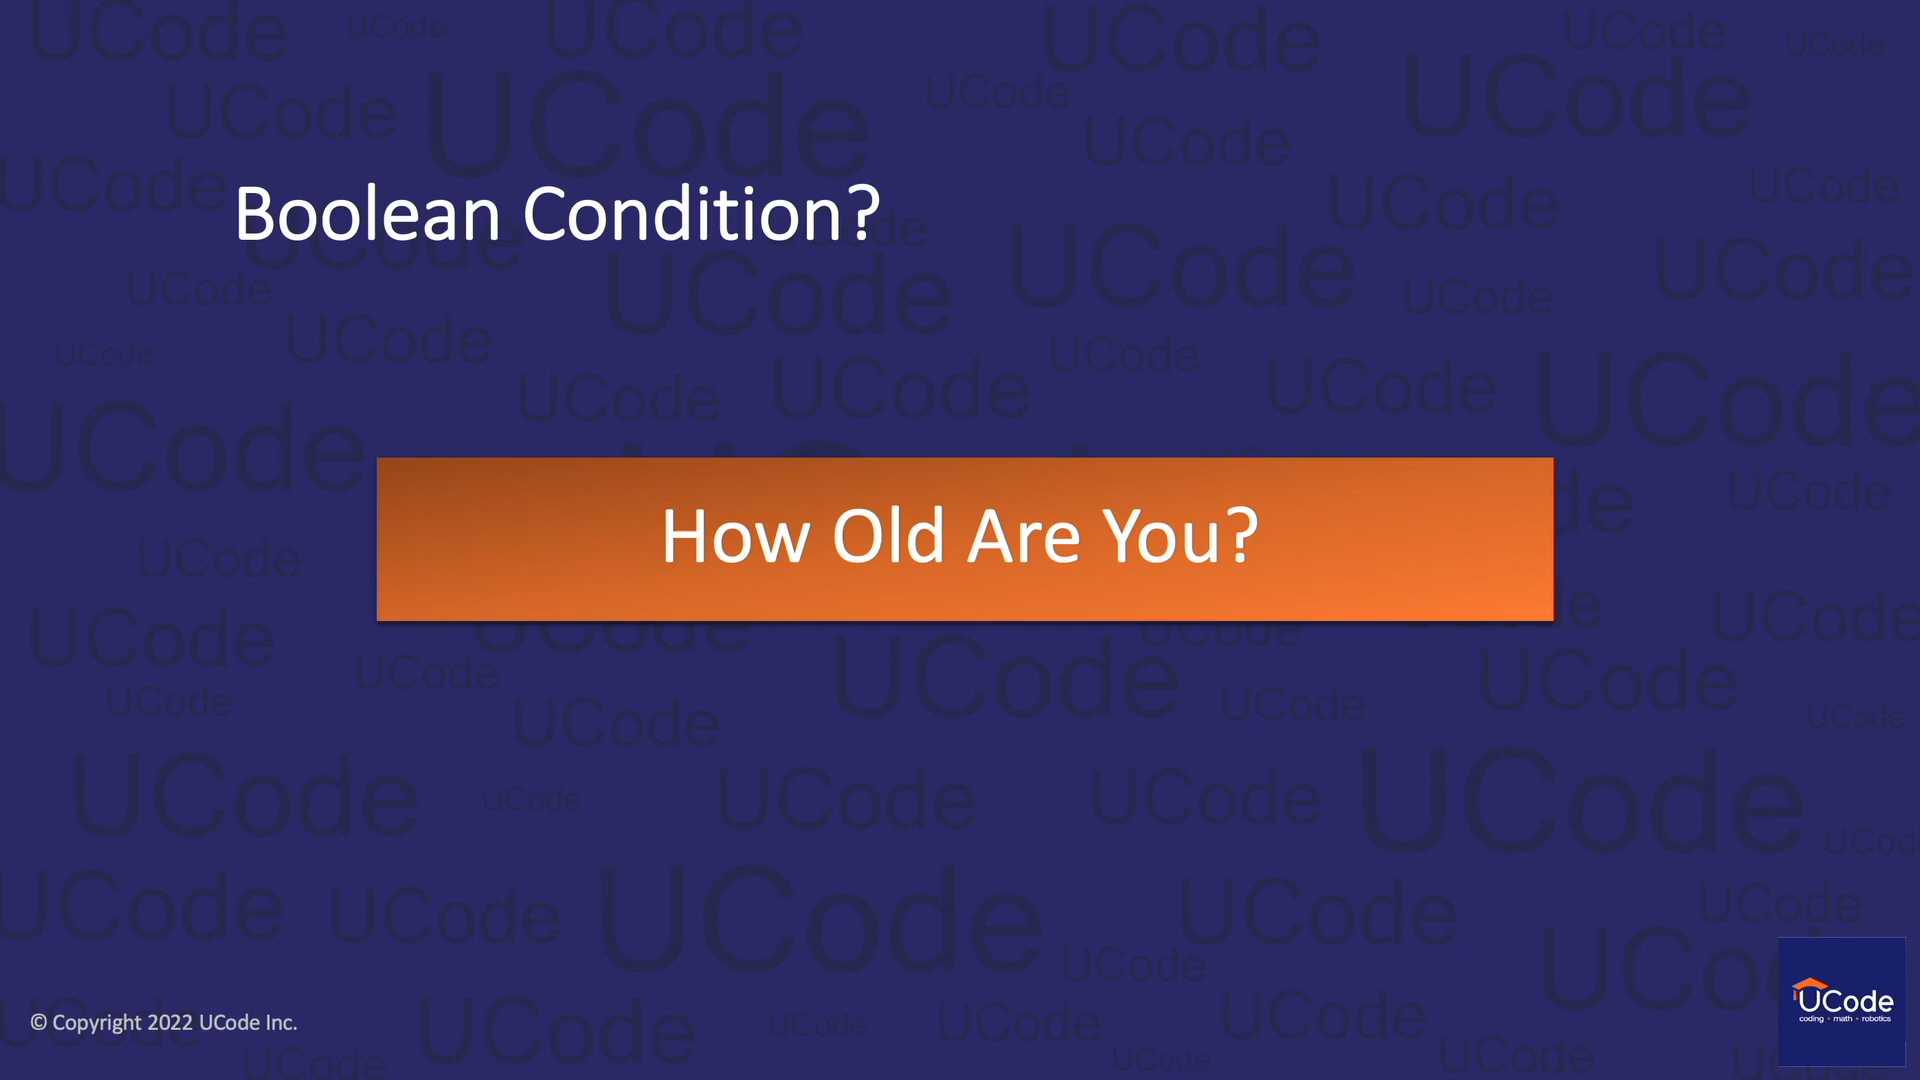 Boolean Condition?
How Old Are You?
© Copyright 2022 UCode Inc.
UCode
coding • math • robotics